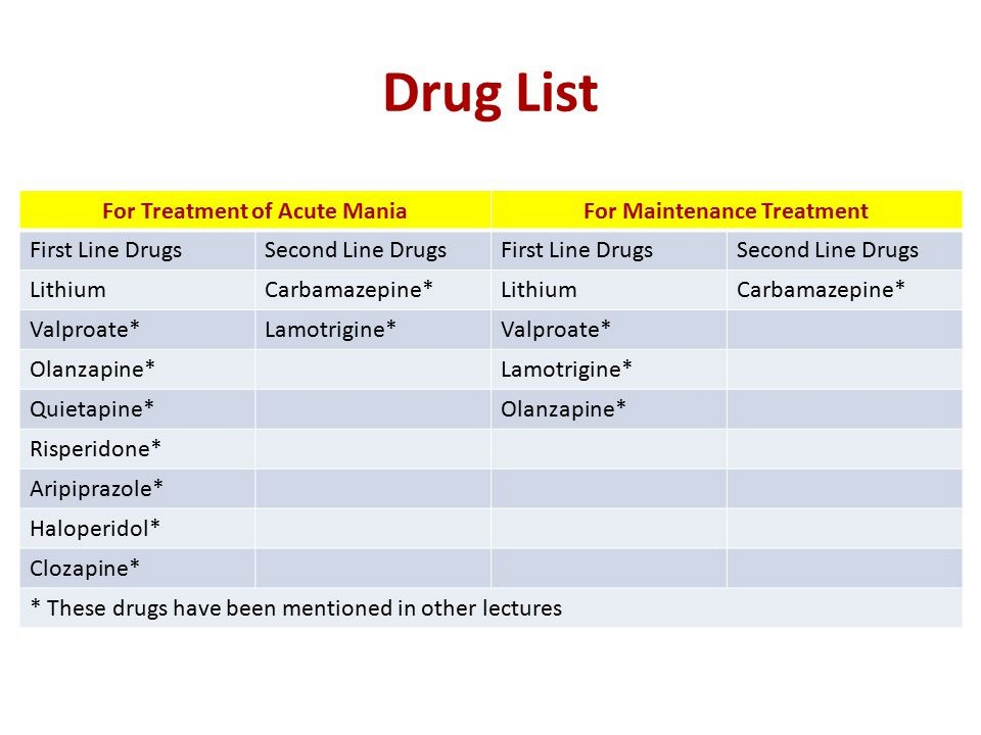 Drug List
For Treatment of Acute Mania For Maintenance Treatment
First Line Drugs Second Line Drugs First Line Drugs Second Line Drugs
Lithium Carbamazepine* Lithium Carbamazepine*
Valproate* Lamotrigine* Valproate*
Olanzapine* Lamotrigine*
Quietapine* Olanzapine*
Risperidone*
Aripiprazole*
Haloperidol*
Clozapine*
* These drugs have been mentioned in other lectures